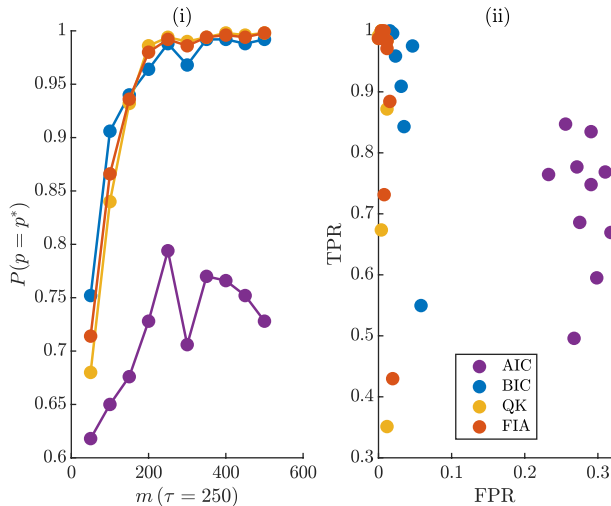 (i)
1
0.95
0.9
0.85
0.8
0.75
0.7
0.65
0.6
P(p = p*)
0
200
400
600
m (τ = 250)
(ii)
1
0.9
0.8
0.7
0.6
0.5
0.4
0.3
TPR
0
0.1
0.2
0.3
FPR
AIC
BIC
QK
FIA